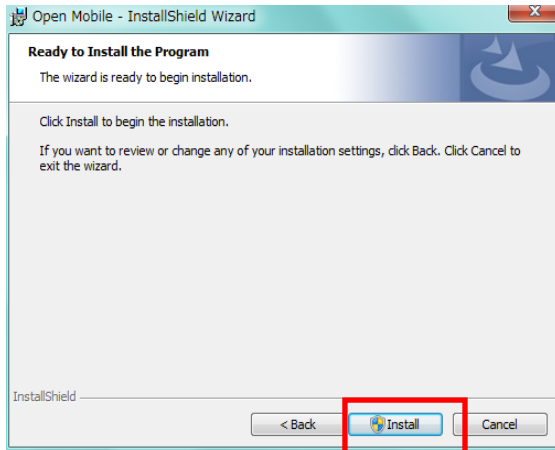 Open Mobile - InstallShield Wizard
Ready to Install the Program
The wizard is ready to begin installation.
Click Install to begin the installation.
If you want to review or change any of your installation settings, click Back. Click Cancel to
exit the wizard.
InstallShield
< Back Install Cancel